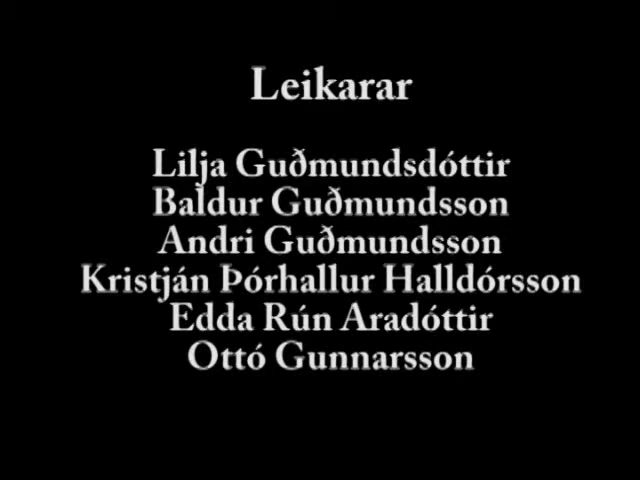 Leikarar
Lilja Guðmundsdóttir
Baldur Guðmundsson
Andri Guðmundsson
Kristján Þórhallur Halldórsson
Edda Rún Aradóttir
Ottó Gunnarsson